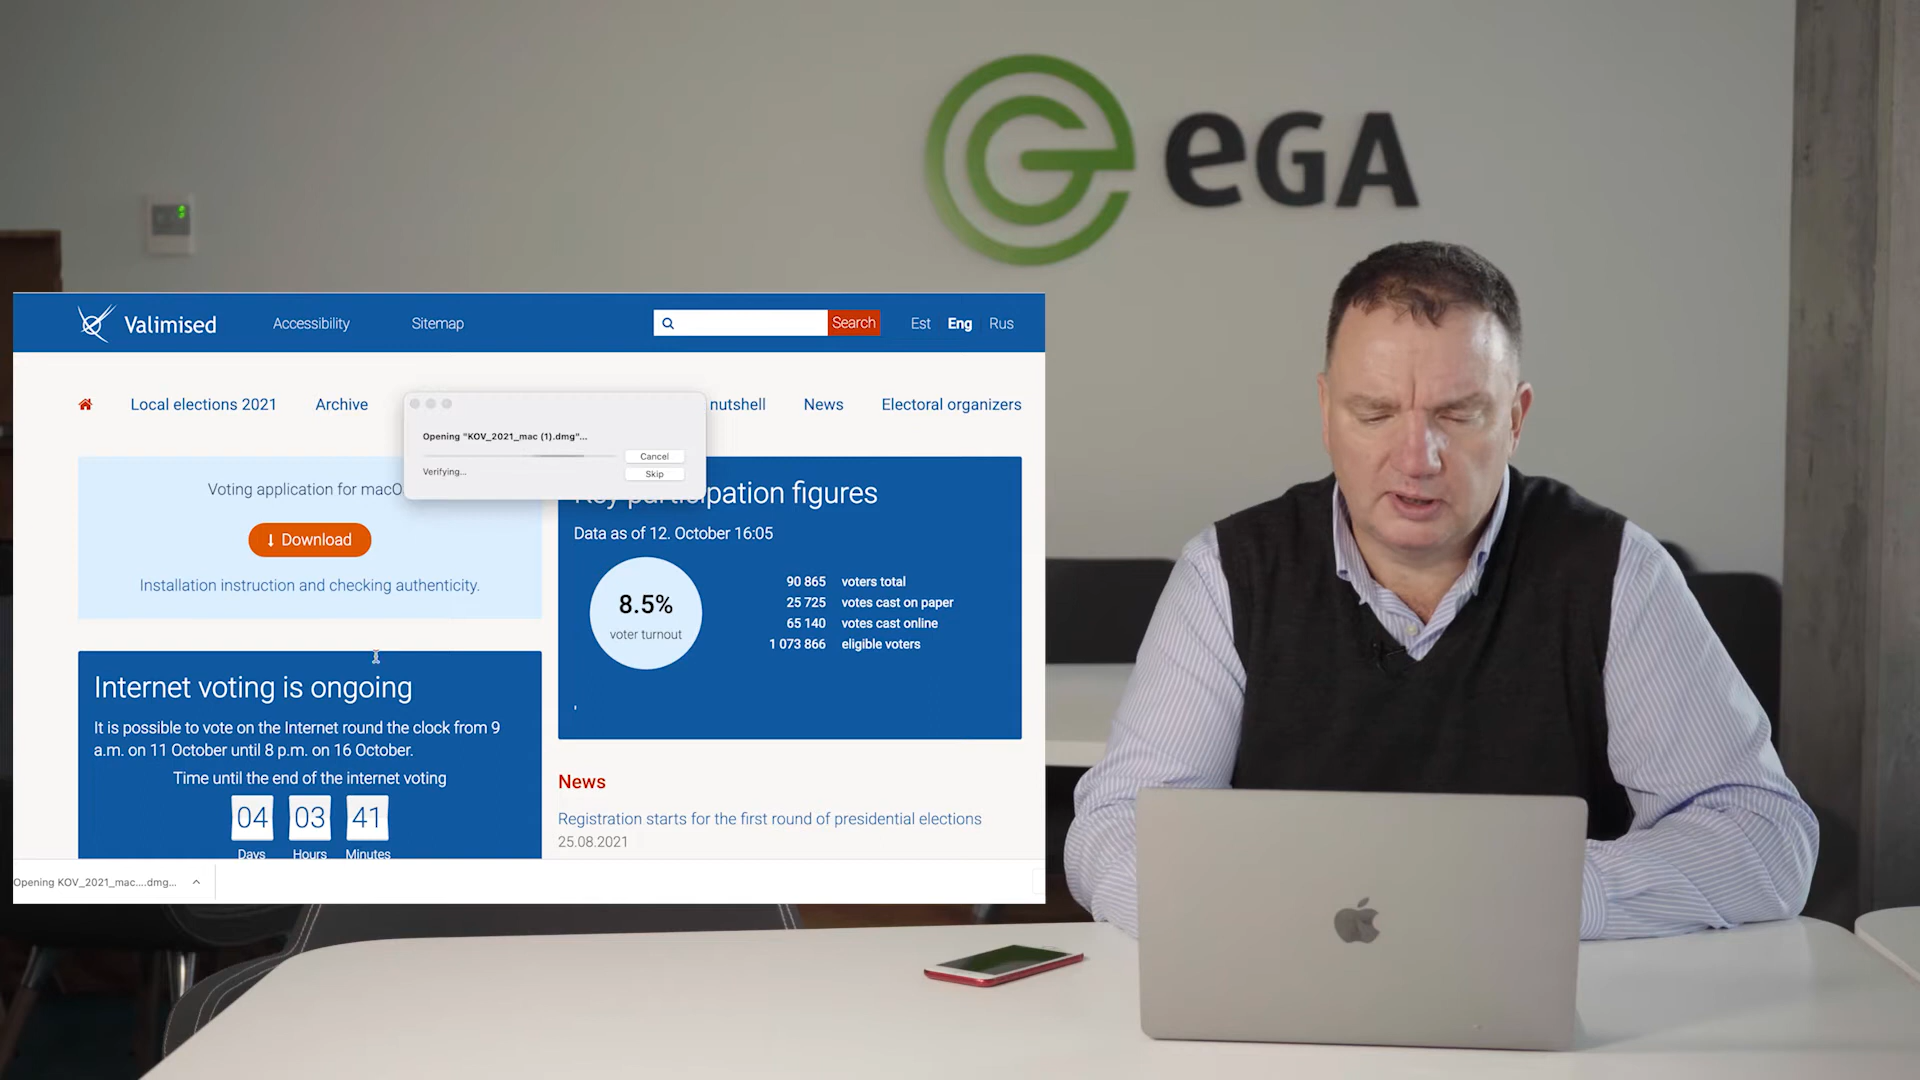 eGA
Valimised
Accessibility
Sitemap
Search
Est
Eng
Rus
Local elections 2021
Archive
nutshell
News
Electoral organizers
Opening "KOV_2021_mac (1).dmg"...
Cancel
Verifying...
Skip
Voting application for macO
Download
Installation instruction and checking authenticity.
participation figures
Data as of 12. October 16:05
8.5%
voter turnout
90 865 voters total
25 725 votes cast on paper
65 140 votes cast online
1 073 866 eligible voters
Internet voting is ongoing
It is possible to vote on the Internet round the clock from 9
a.m. on 11 October until 8 p.m. on 16 October.
Time until the end of the internet voting
04 03 41
Days Hours Minutes
News
Registration starts for the first round of presidential elections
25.08.2021
Opening KOV_2021_mac....dmg...